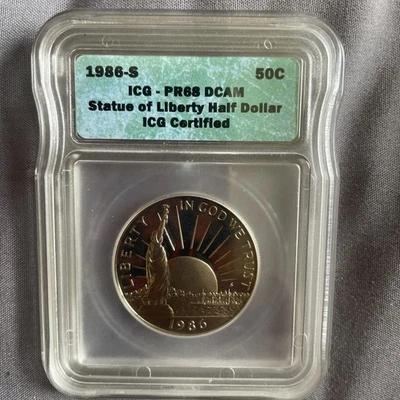 1986-S 50C
ICG - PR68 DCAM
Statue of Liberty Half Dollar
ICG Certified
LIBERTY IN GOD WE TRUST
1986